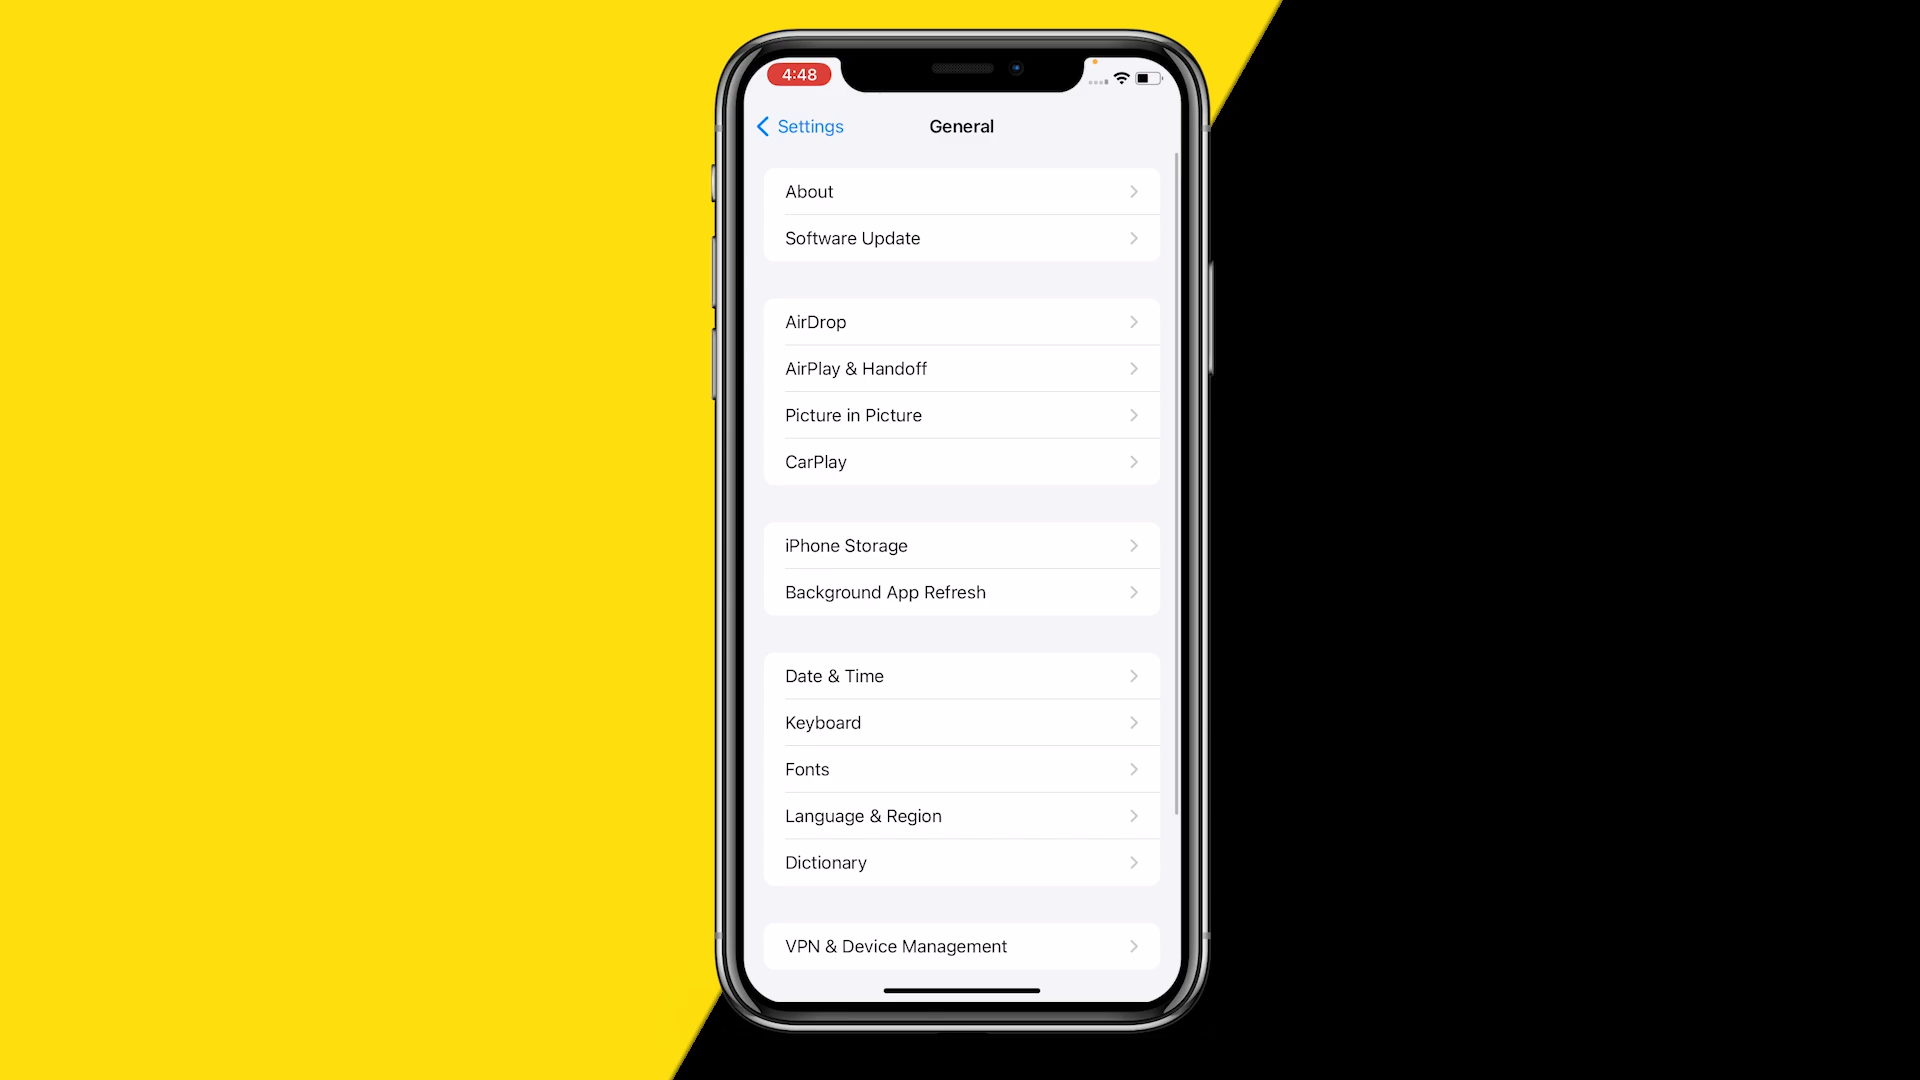 4:48
Settings
General
About
Software Update
AirDrop
AirPlay & Handoff
Picture in Picture
CarPlay
iPhone Storage
Background App Refresh
Date & Time
Keyboard
Fonts
Language & Region
Dictionary
VPN & Device Management